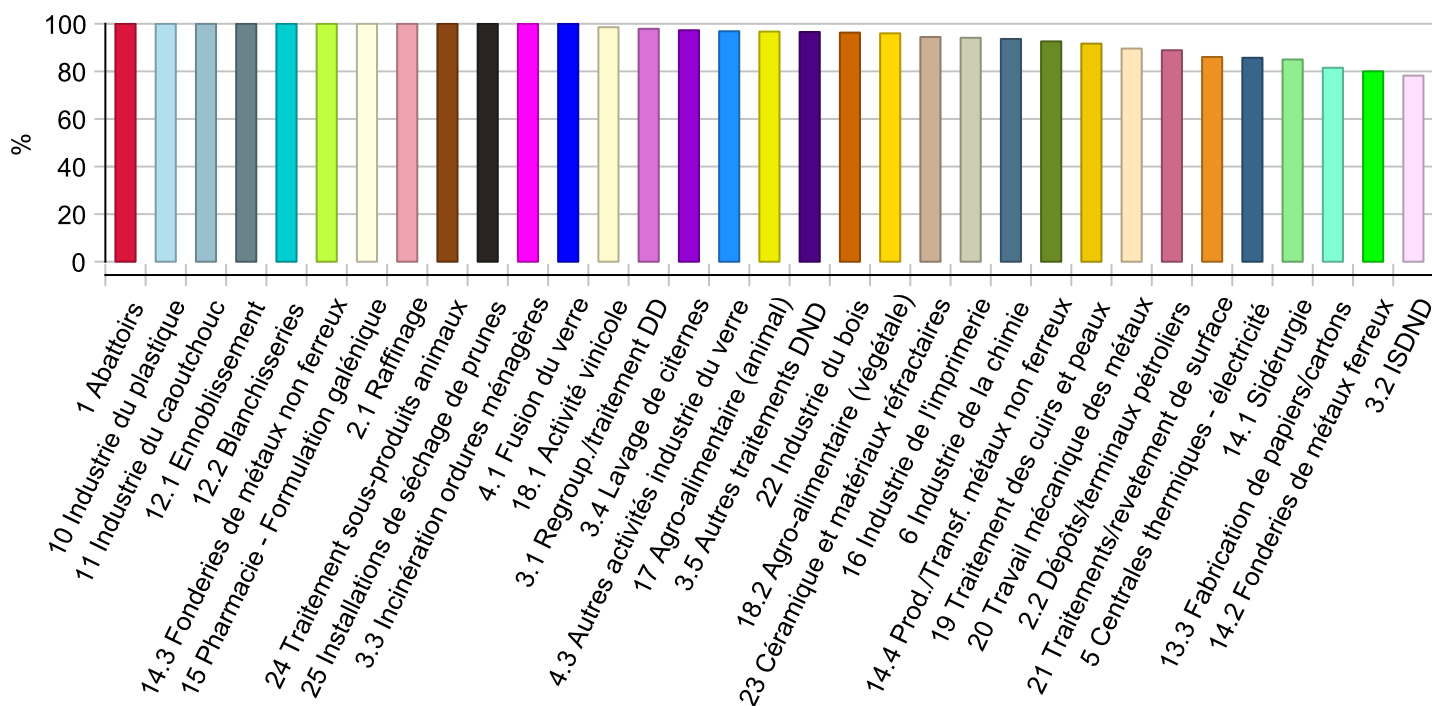 100
80
60
40
20
0
%
1 Abattoirs
10 Industrie du plastique
11 Industrie du caoutchouc
12.1 Ennoblissement
12.2 Blanchisseries
14.3 Fonderies de métaux non ferreux
15 Pharmacie - Formulation galénique
2.1 Raffinage
24 Traitement sous-produits animaux
25 Installations de séchage de prunes
3.3 Incinération ordures ménagères
4.1 Fusion du verre
18.1 Activité vinicole
3.1 Regroup./traitement DD
3.4 Lavage de citernes
4.3 Autres activités industrie du verre
17 Agro-alimentaire (animal)
3.5 Autres traitements DND
22 Industrie du bois
18.2 Agro-alimentaire (végétale)
23 Céramique et matériaux réfractaires
16 Industrie de l'imprimerie
6 Industrie de la chimie
14.4 Prod./Transf. métaux non ferreux
19 Traitement des cuirs et peaux
20 Travail mécanique des métaux
2.2 Dépôts/terminaux pétroliers
21 Traitements/revetement de surface
5 Centrales thermiques - électricité
14.1 Sidérurgie
13.3 Fabrication de papiers/cartons
14.2 Fonderies de métaux ferreux
3.2 ISDND